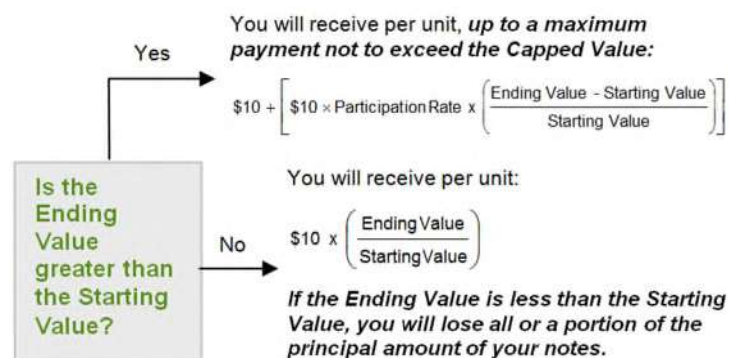 You will receive per unit, up to a maximum
payment not to exceed the Capped Value:
Yes
$10 + [ $10 × Participation Rate x ( Ending Value - Starting Value / Starting Value ) ]
Is the
Ending
Value
greater than
the Starting
Value?
No
You will receive per unit:
$10 x ( Ending Value / Starting Value )
If the Ending Value is less than the Starting
Value, you will lose all or a portion of the
principal amount of your notes.